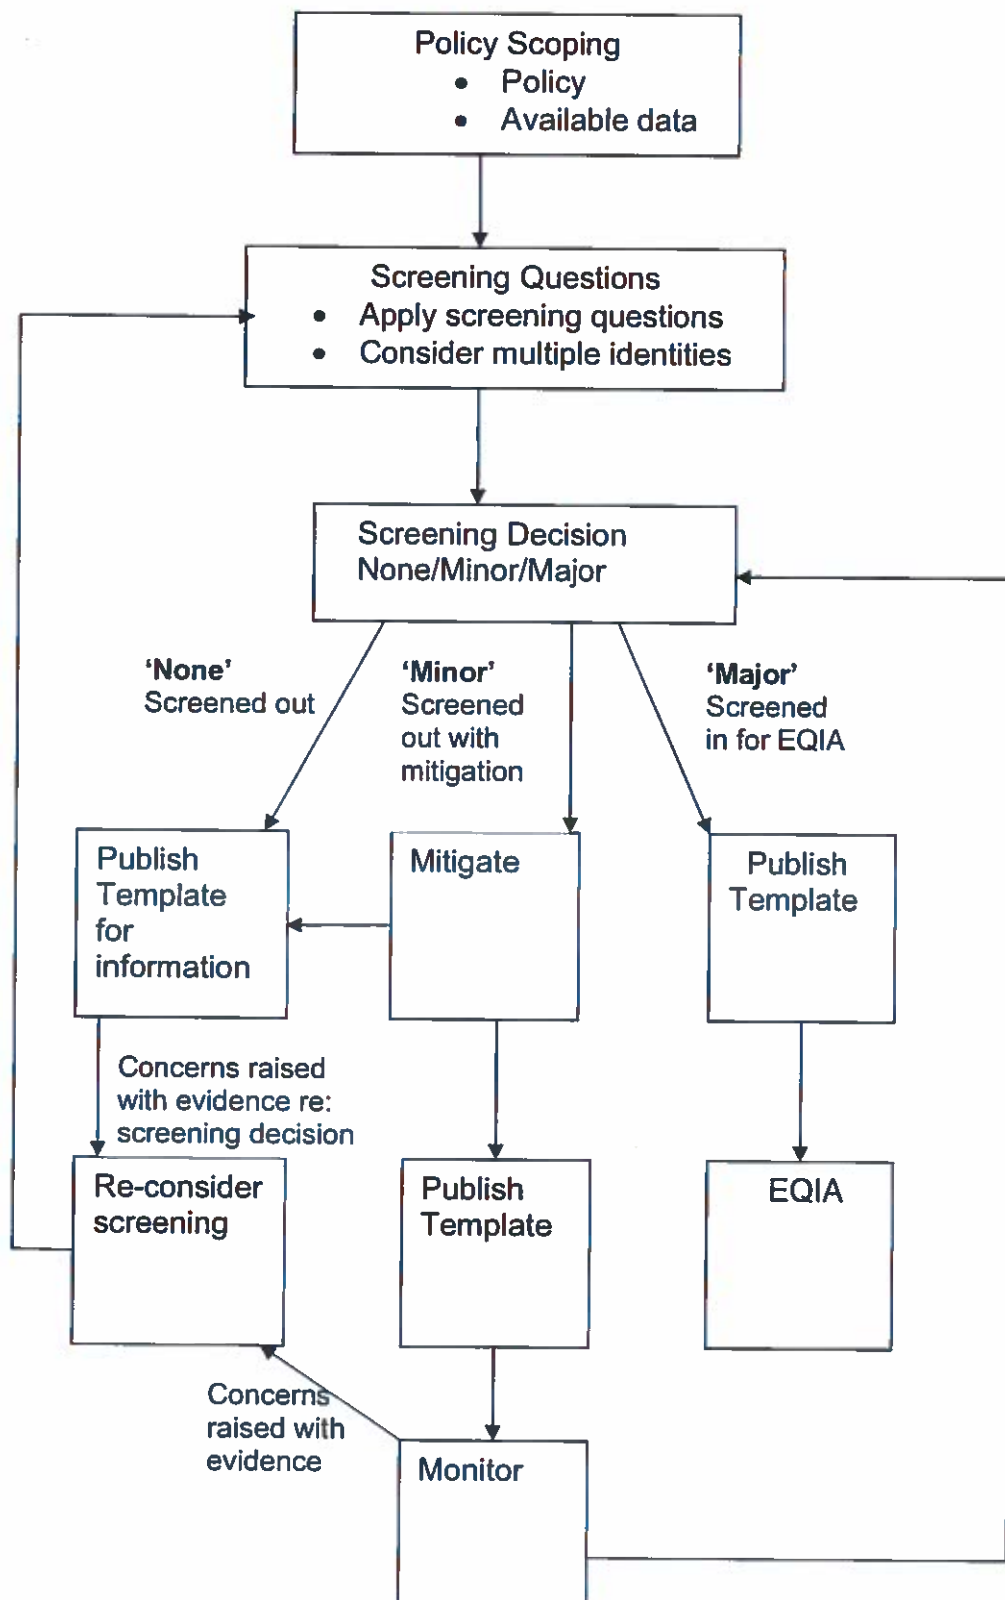 Policy Scoping
• Policy
• Available data
Screening Questions
• Apply screening questions
• Consider multiple identities
Screening Decision
None/Minor/Major
‘None’
Screened out
‘Minor’
Screened
out with
mitigation
‘Major’
Screened
in for EQIA
Publish
Template
for
information
Mitigate
Publish
Template
Concerns raised
with evidence re:
screening decision
Re-consider
screening
Publish
Template
EQIA
Concerns
raised with
evidence
Monitor